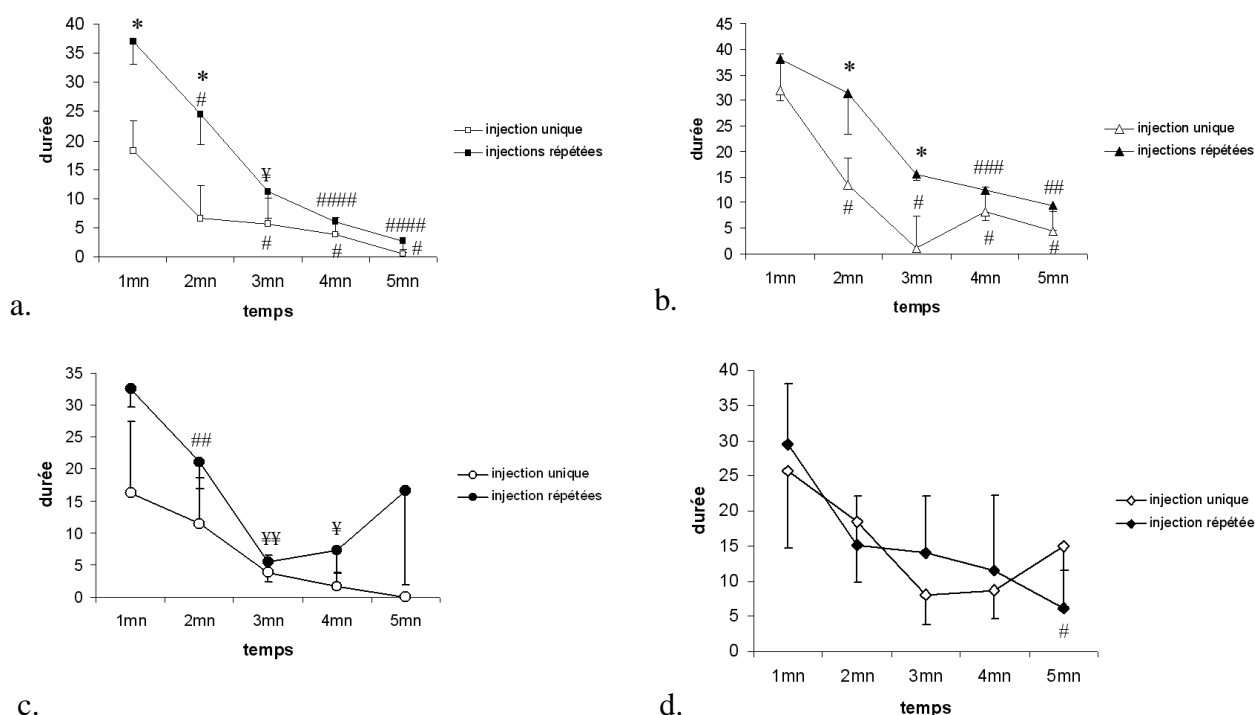 40
35
30
25
20
15
10
5
0
durée
*
*
#
¥
####
####
#
#
#
1mn 2mn 3mn 4mn 5mn
temps
injection unique
injections répétées
a.
45
40
35
30
25
20
15
10
5
0
durée
*
*
###
##
#
#
#
#
1mn 2mn 3mn 4mn 5mn
temps
injection unique
injections répétées
b.
35
30
25
20
15
10
5
0
durée
##
¥¥
¥
1mn 2mn 3mn 4mn 5mn
temps
injection unique
injection répétées
c.
40
35
30
25
20
15
10
5
0
durée
#
1mn 2mn 3mn 4mn 5mn
temps
injection unique
injection répétée
d.